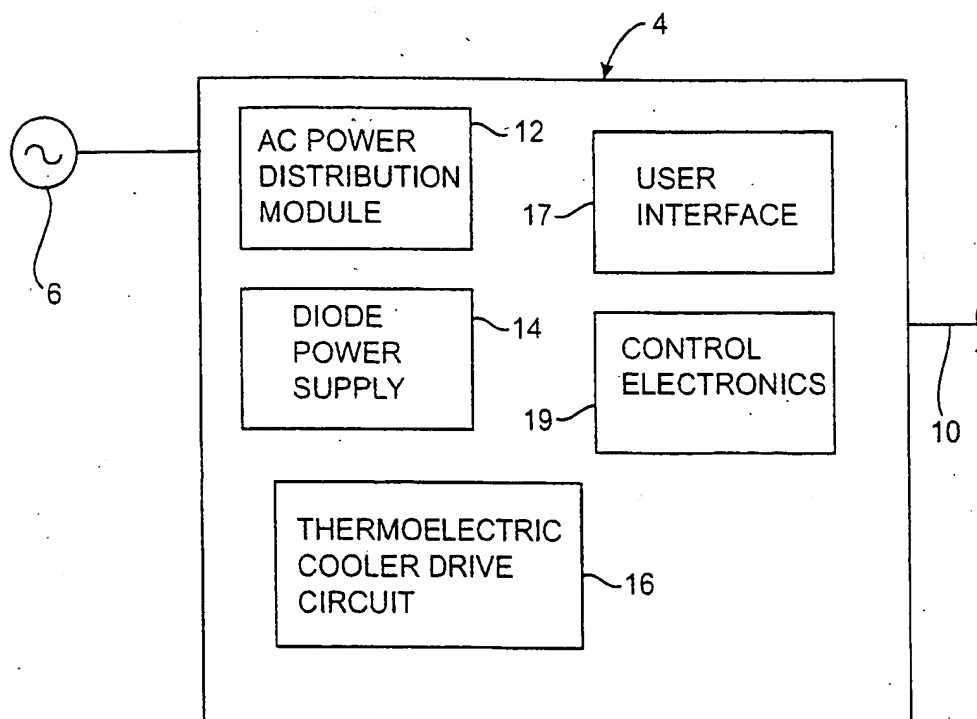 4
AC POWER
DISTRIBUTION
MODULE
12
USER
INTERFACE
17
6
DIODE
POWER
SUPPLY
14
CONTROL
ELECTRONICS
19
10
THERMOELECTRIC
COOLER DRIVE
CIRCUIT
16